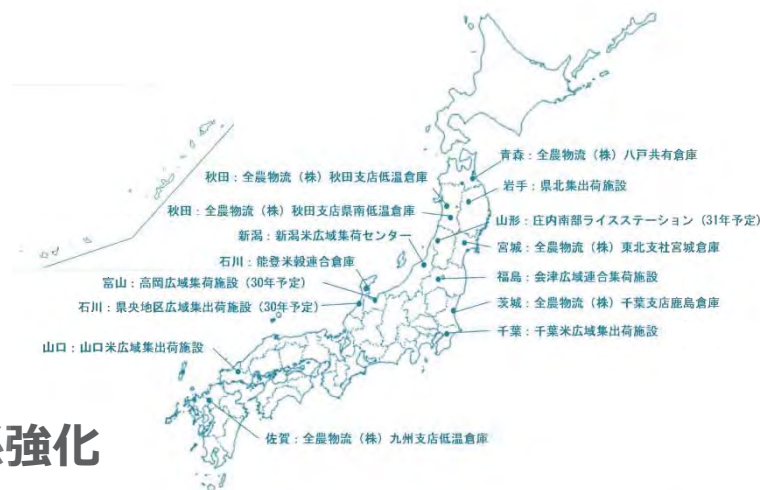 青森：全農物流（株）八戸共有倉庫
秋田：全農物流（株）秋田支店低温倉庫
岩手：県北集出荷施設
秋田：全農物流（株）秋田支店県南低温倉庫
山形：庄内南部ライスステーション（31年予定）
新潟：新潟米広域集荷センター
宮城：全農物流（株）東北支社宮城倉庫
石川：能登米穀連合倉庫
福島：会津広域連合集荷施設
富山：高岡広域集荷施設（30年予定）
石川：県央地区広域集出荷施設（30年予定）
茨城：全農物流（株）千葉支店鹿島倉庫
千葉：千葉米広域集出荷施設
山口：山口米広域集出荷施設
佐賀：全農物流（株）九州支店低温倉庫
強化